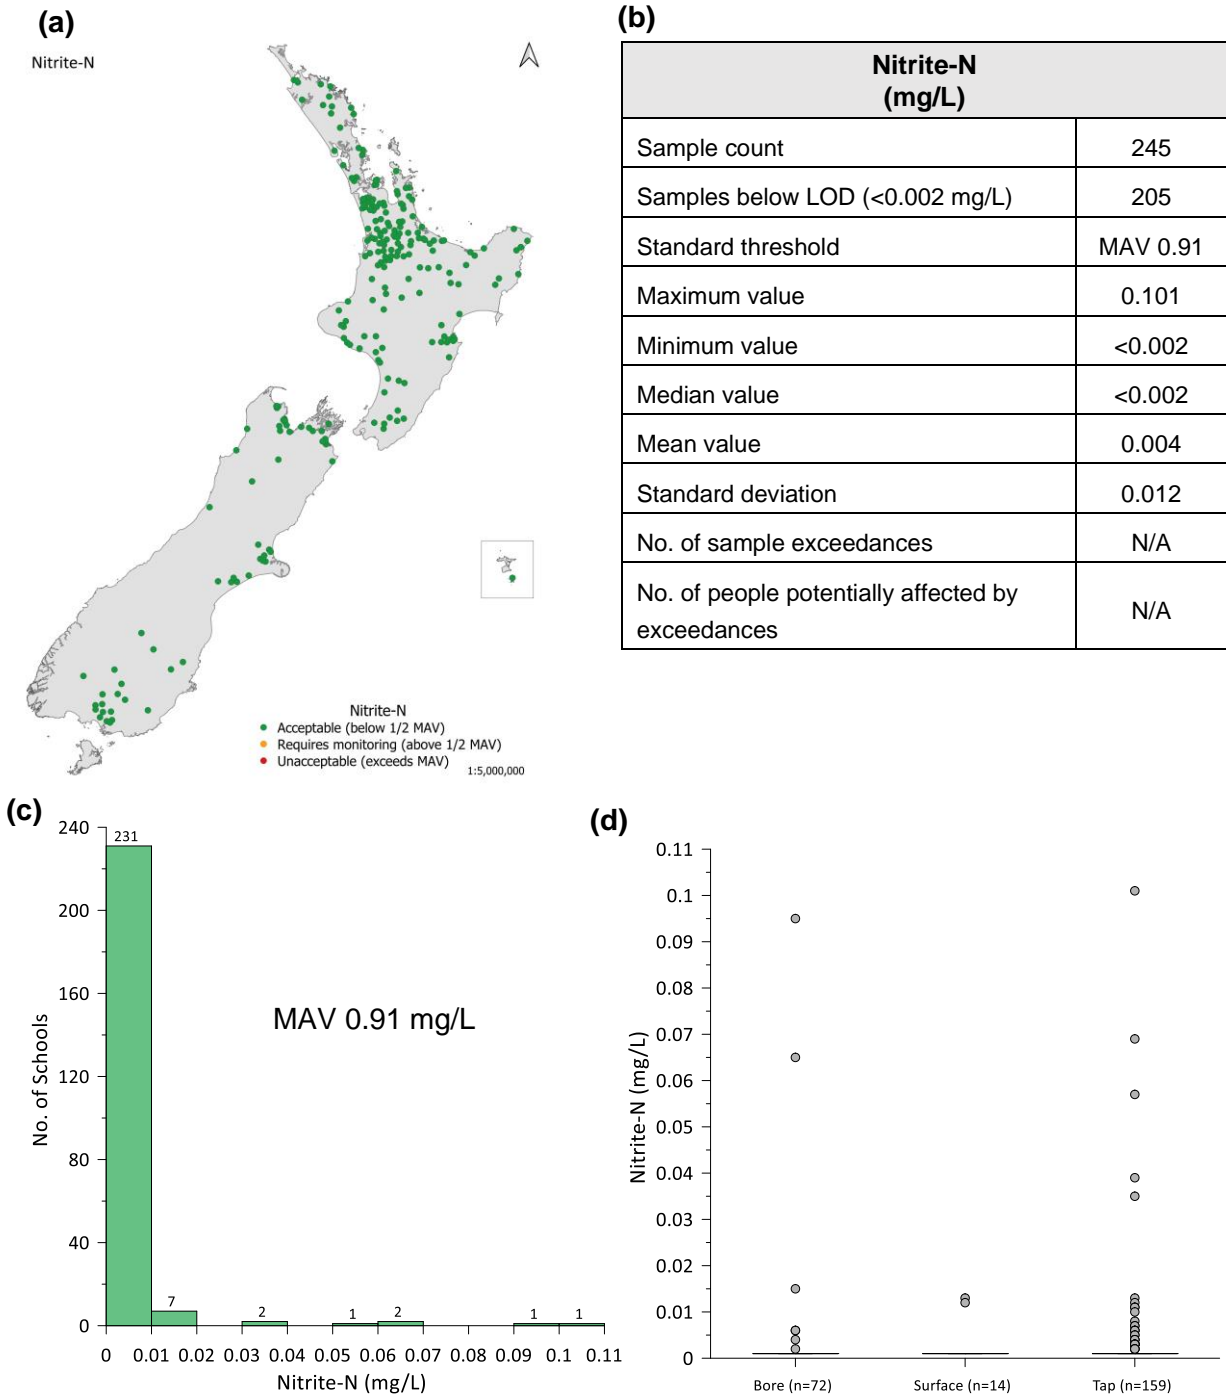 (a)
Nitrite-N
Nitrite-N
Acceptable (below 1/2 MAV)
Requires monitoring (above 1/2 MAV)
Unacceptable (exceeds MAV)
1:5,000,000
(b)
Nitrite-N
(mg/L)
Sample count 245
Samples below LOD (<0.002 mg/L) 205
Standard threshold MAV 0.91
Maximum value 0.101
Minimum value <0.002
Median value <0.002
Mean value 0.004
Standard deviation 0.012
No. of sample exceedances N/A
No. of people potentially affected by
exceedances N/A
(c)
240
200
160
120
80
40
0
No. of Schools
231
7
2
1
2
1
1
MAV 0.91 mg/L
0 0.01 0.02 0.03 0.04 0.05 0.06 0.07 0.08 0.09 0.1 0.11
Nitrite-N (mg/L)
(d)
0.11
0.1
0.09
0.08
0.07
0.06
0.05
0.04
0.03
0.02
0.01
0
Nitrite-N (mg/L)
Bore (n=72) Surface (n=14) Tap (n=159)